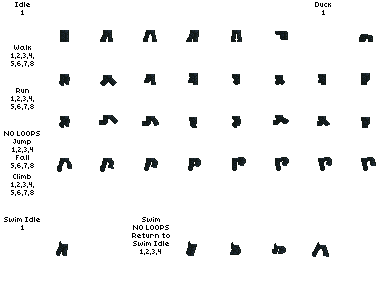 Idle
1
Duck
1
Walk
1,2,3,4,
5,6,7,8
Run
1,2,3,4,
5,6,7,8
NO LOOPS
Jump
1,2,3,4
Fall
5,6,7,8
Climb
1,2,3,4,
5,6,7,8
Swim Idle
1
Swim
NO LOOPS
Return to
Swim Idle
1,2,3,4